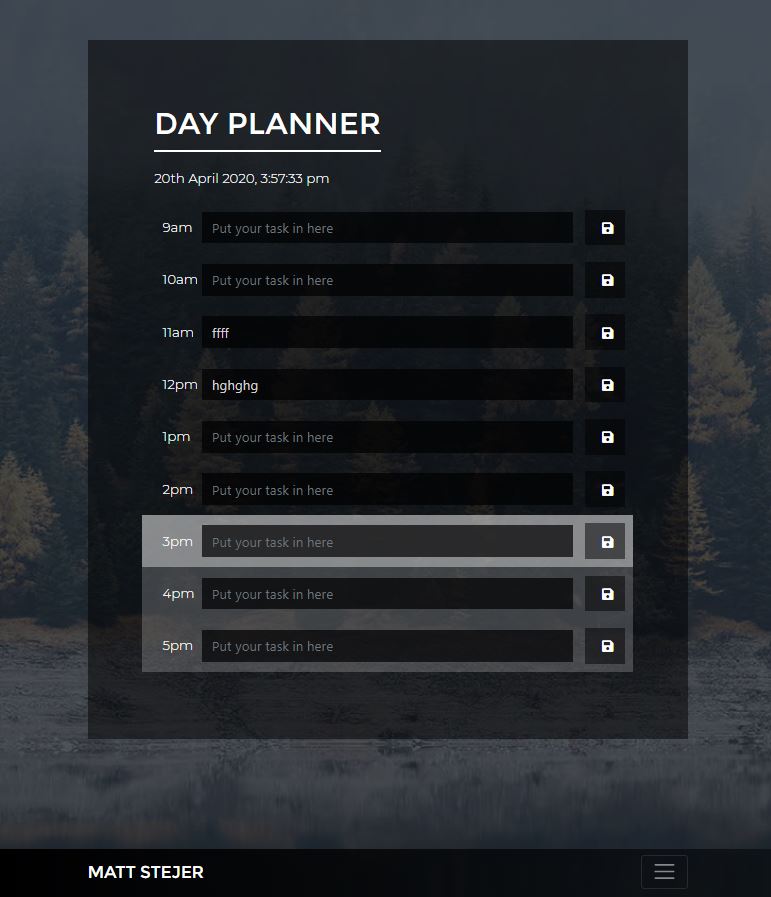 DAY PLANNER
20th April 2020, 3:57:33 pm
9am Put your task in here
10am Put your task in here
11am ffff
12pm hghghg
1pm Put your task in here
2pm Put your task in here
3pm Put your task in here
4pm Put your task in here
5pm Put your task in here
MATT STEJER